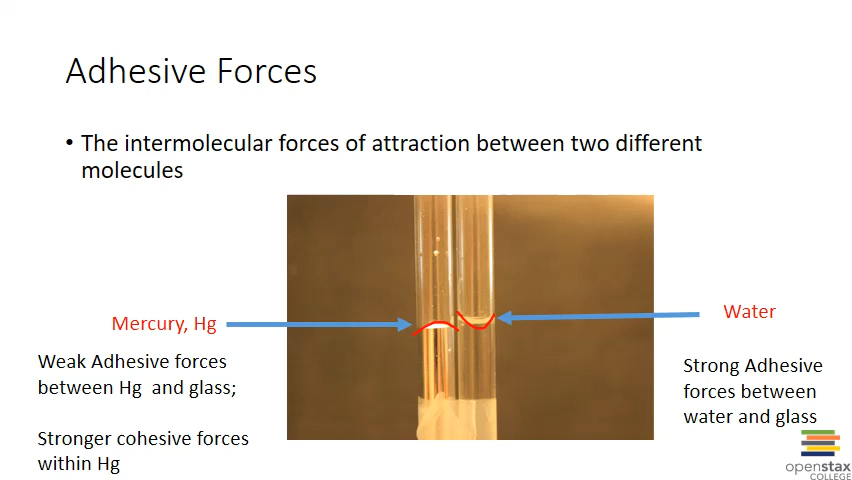 Adhesive Forces
• The intermolecular forces of attraction between two different
molecules
Mercury, Hg
Water
Weak Adhesive forces
between Hg and glass;
Stronger cohesive forces
within Hg
Strong Adhesive
forces between
water and glass
openstax
COLLEGE